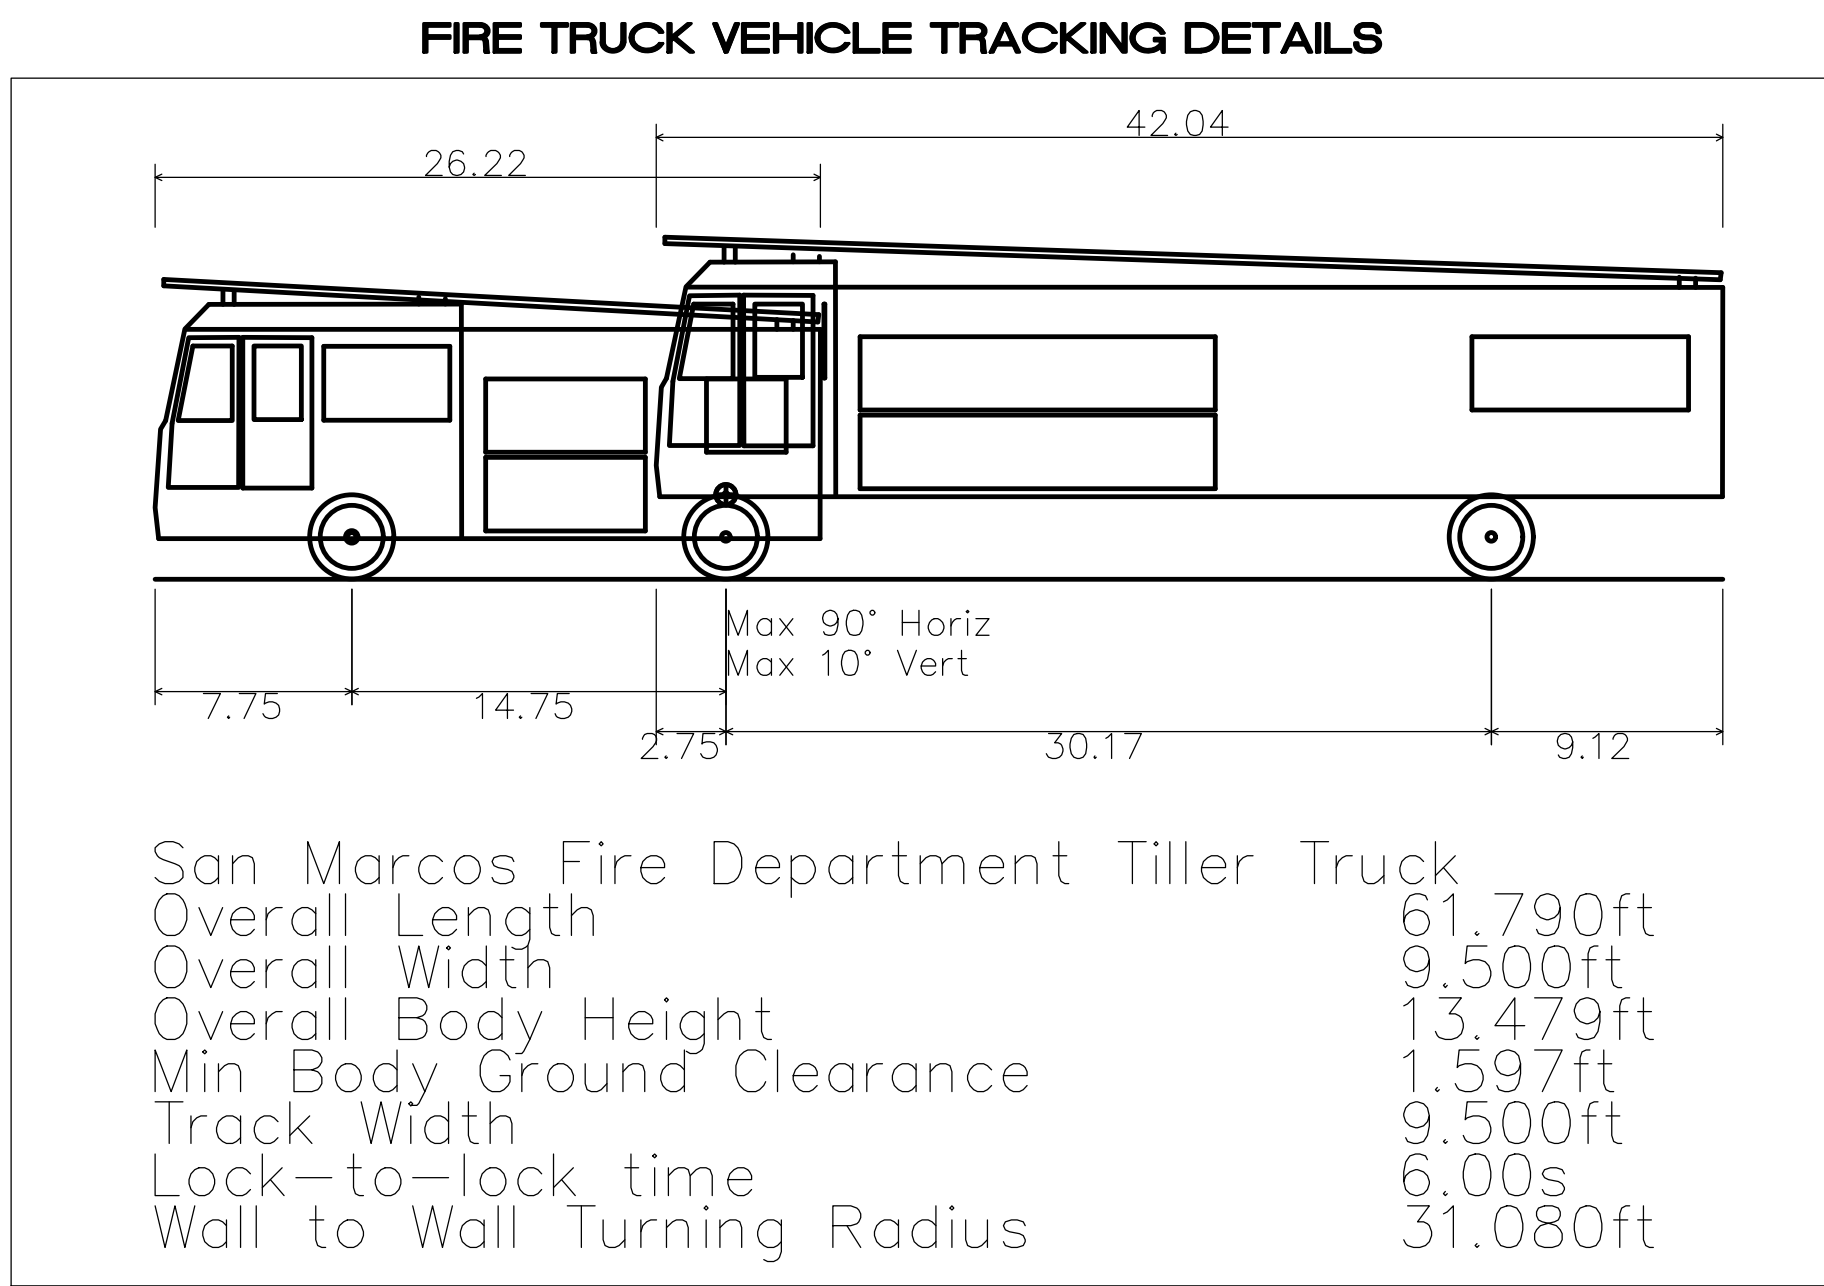 FIRE TRUCK VEHICLE TRACKING DETAILS
42.04
26.22
Max 90° Horiz
Max 10° Vert
7.75 14.75
2.75 30.17 9.12
San Marcos Fire Department Tiller Truck
Overall Length 61.790ft
Overall Width 9.500ft
Overall Body Height 13.479ft
Min Body Ground Clearance 1.597ft
Track Width 9.500ft
Lock-to-lock time 6.00s
Wall to Wall Turning Radius 31.080ft